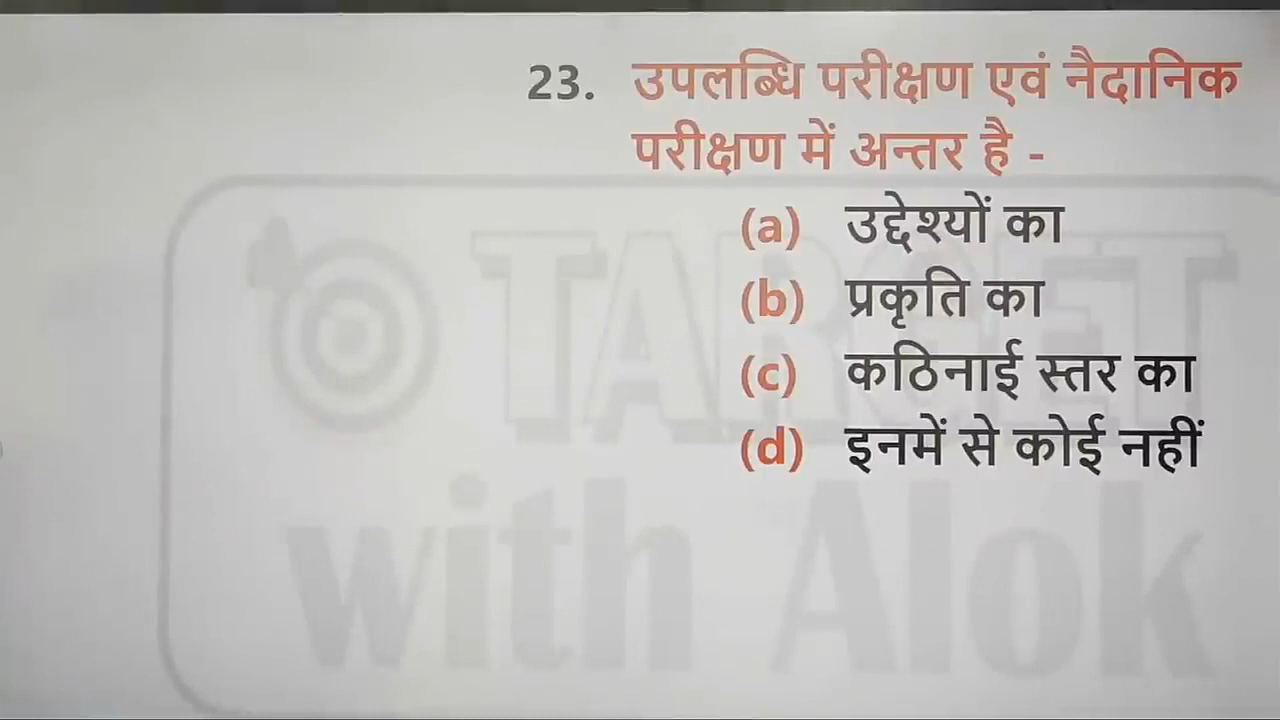 23. उपलब्धि परीक्षण एवं नैदानिक
परीक्षण में अन्तर है -
(a) उद्देश्यों का
(b) प्रकृति का
(c) कठिनाई स्तर का
(d) इनमें से कोई नहीं
TARGET
with Alok